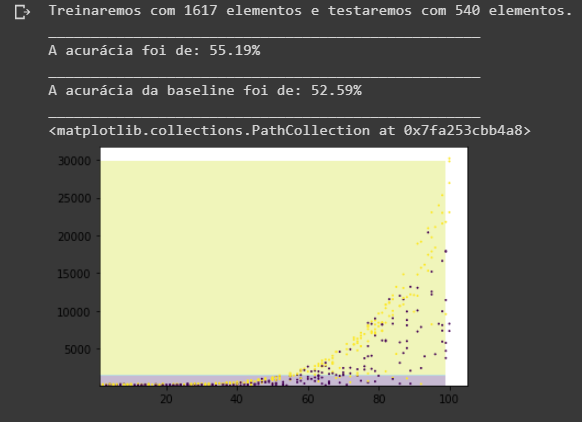 Treinaremos com 1617 elementos e testaremos com 540 elementos.
A acurácia foi de: 55.19%
A acurácia da baseline foi de: 52.59%
<matplotlib.collections.PathCollection at 0x7fa253cbb4a8>
30000
25000
20000
15000
10000
5000
20 40 60 80 100